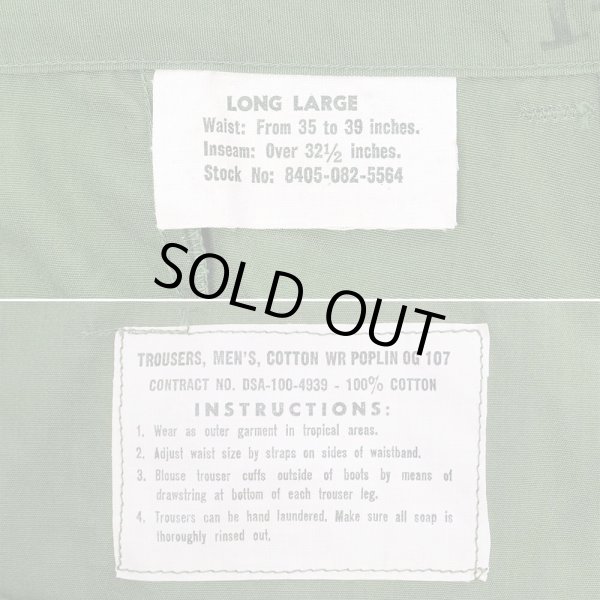 LONG LARGE
Waist: From 35 to 39 inches.
Inseam: Over 32½ inches.
Stock No: 8405-082-5564
SOLD OUT
TROUSERS, MEN'S, COTTON WR POPLIN OG 107
CONTRACT NO. DSA-100-4939 - 100% COTTON
INSTRUCTIONS:
1. Wear as outer garment in tropical areas.
2. Adjust waist size by straps on sides of waistband.
3. Blouse trouser cuffs outside of boots by means of
drawstring at bottom of each trouser leg.
4. Trousers can be hand laundered. Make sure all soap is
thoroughly rinsed out.